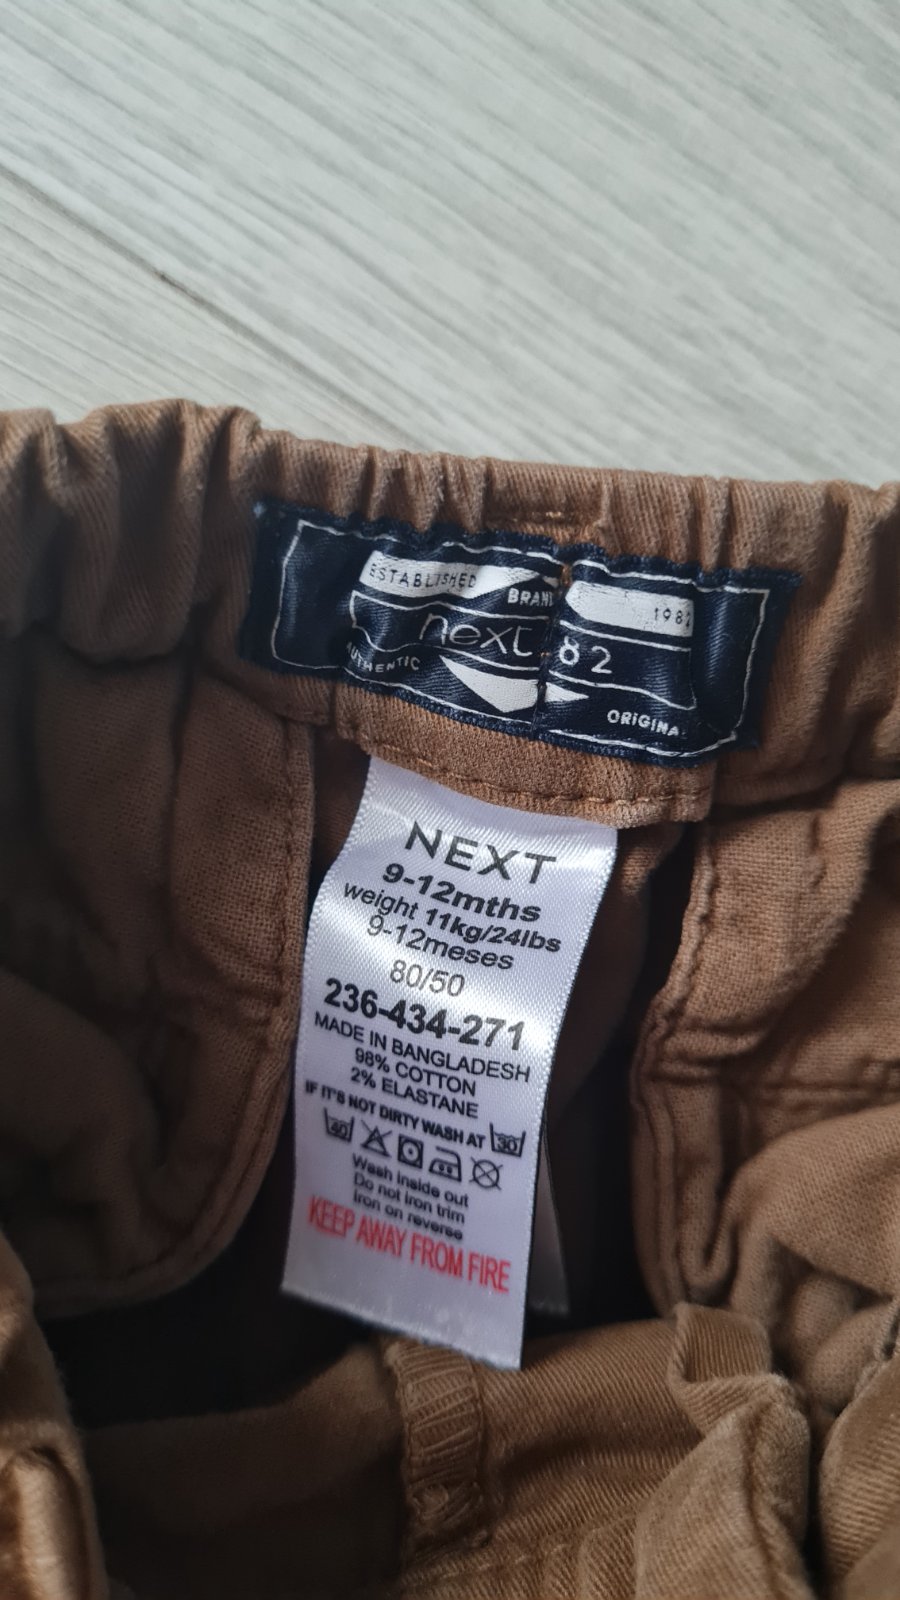 ESTABLISHED
BRAND
1982
next 82
AUTHENTIC
ORIGINAL
NEXT
9-12mths
weight 11kg/24lbs
9-12meses
80/50
236-434-271
MADE IN BANGLADESH
98% COTTON
2% ELASTANE
IF IT'S NOT DIRTY WASH AT 30
40
Wash inside out
Do not iron trim
Iron on reverse
KEEP AWAY FROM FIRE